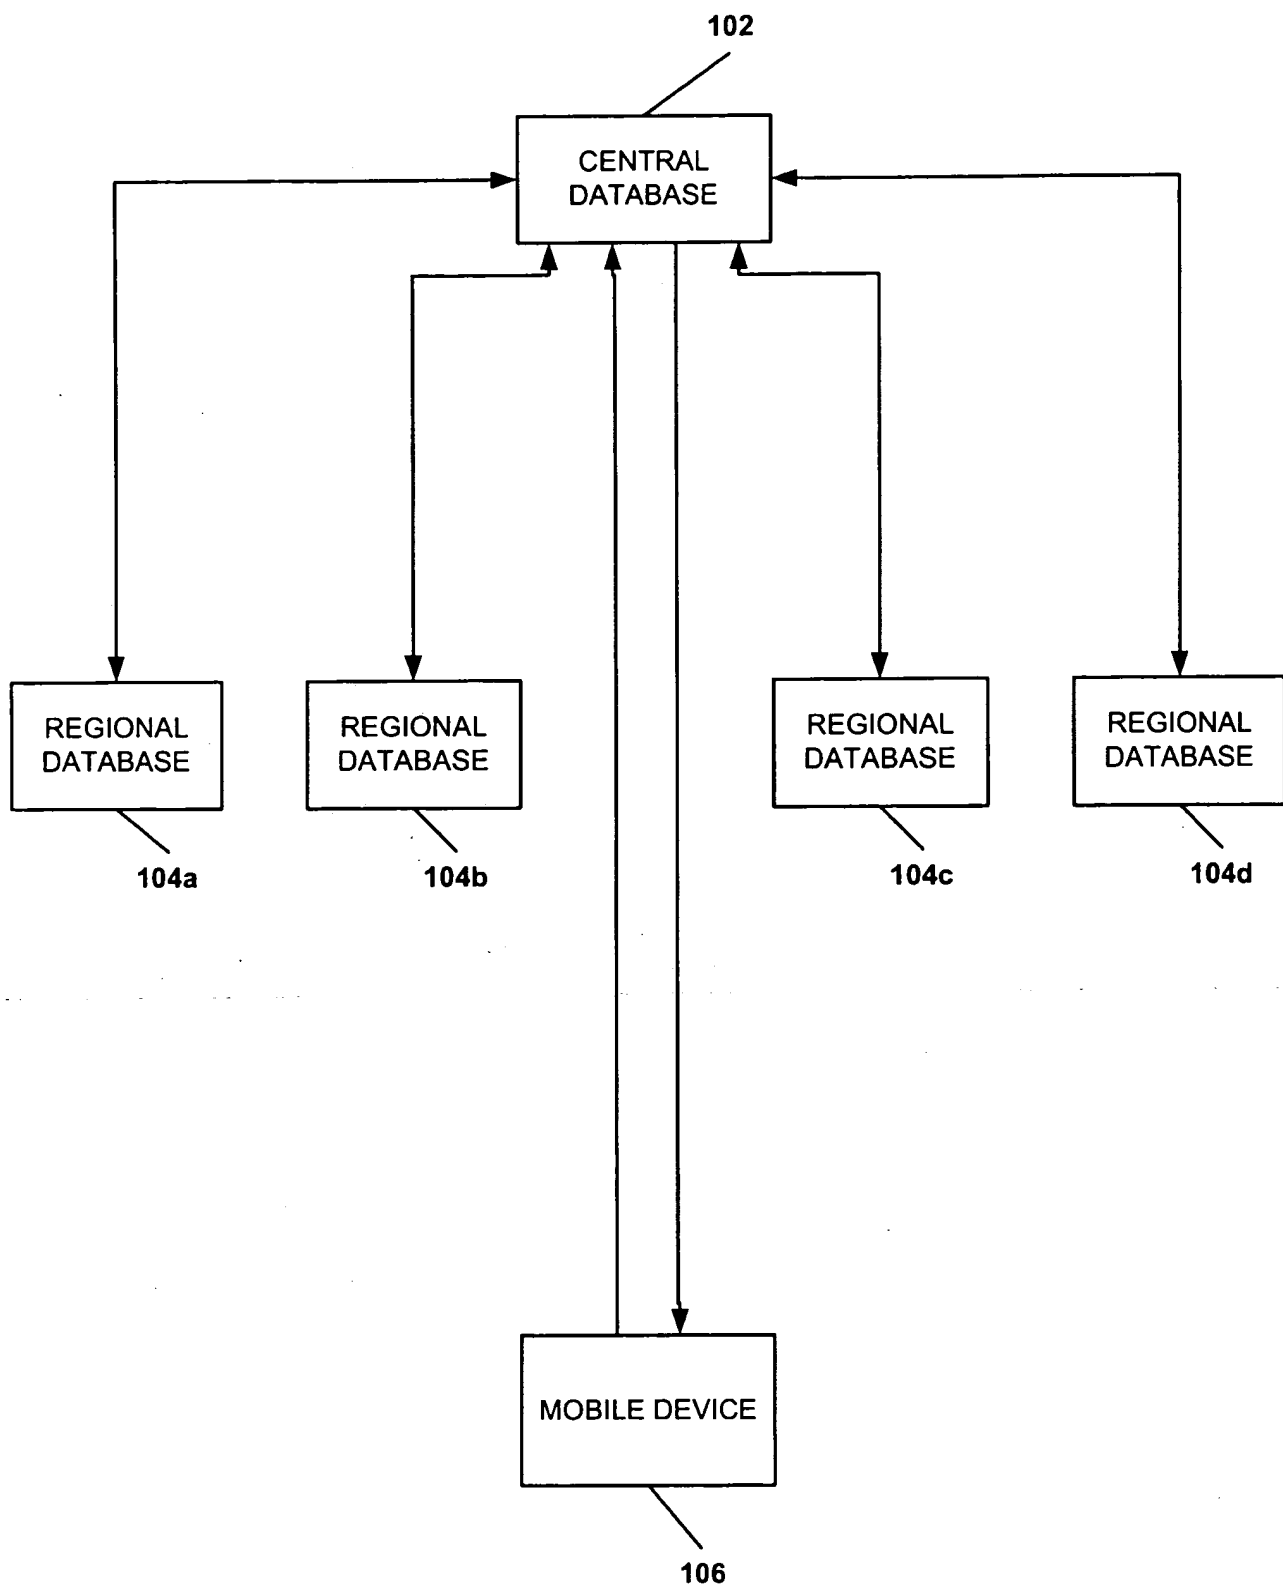 102
CENTRAL
DATABASE
REGIONAL
DATABASE
104a
REGIONAL
DATABASE
104b
REGIONAL
DATABASE
104c
REGIONAL
DATABASE
104d
MOBILE DEVICE
106